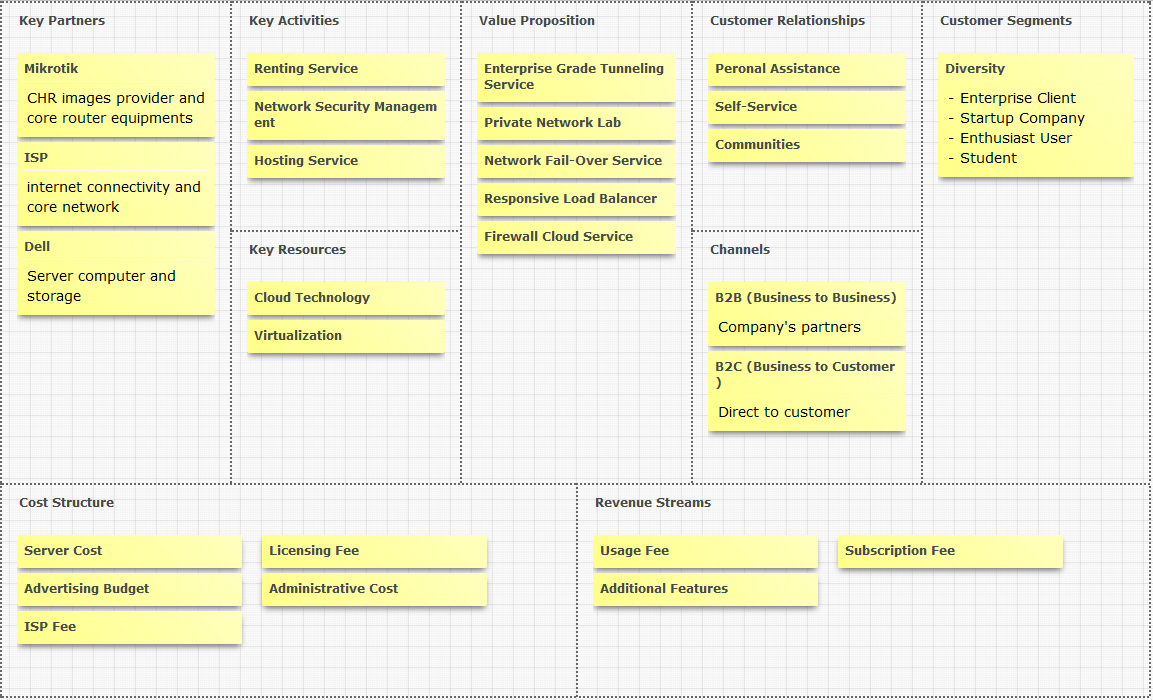 Key Partners
Mikrotik
CHR images provider and
core router equipments
ISP
internet connectivity and
core network
Dell
Server computer and
storage
Key Activities
Renting Service
Network Security Managem
ent
Hosting Service
Key Resources
Cloud Technology
Virtualization
Value Proposition
Enterprise Grade Tunneling
Service
Private Network Lab
Network Fail-Over Service
Responsive Load Balancer
Firewall Cloud Service
Customer Relationships
Peronal Assistance
Self-Service
Communities
Channels
B2B (Business to Business)
Company's partners
B2C (Business to Customer
)
Direct to customer
Customer Segments
Diversity
- Enterprise Client
- Startup Company
- Enthusiast User
- Student
Cost Structure
Server Cost
Advertising Budget
ISP Fee
Licensing Fee
Administrative Cost
Revenue Streams
Usage Fee
Additional Features
Subscription Fee